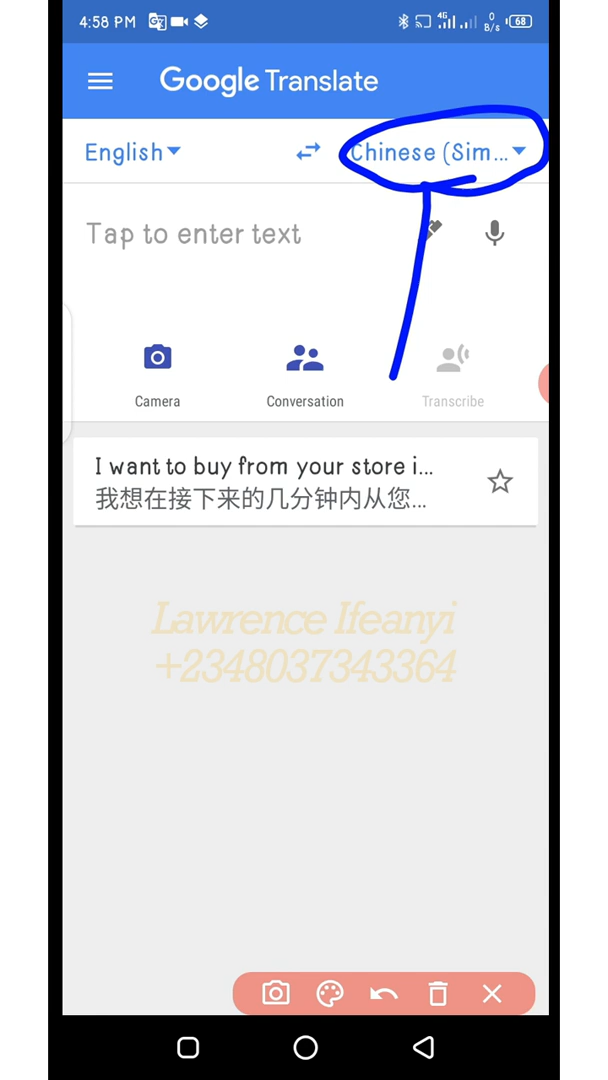 4:58 PM
4G
0 B/s
68
Google Translate
English
Chinese (Sim...
Tap to enter text
Camera
Conversation
Transcribe
I want to buy from your store i...
我想在接下来的几分钟内从您...
Lawrence Ifeanyi
+2348037343364